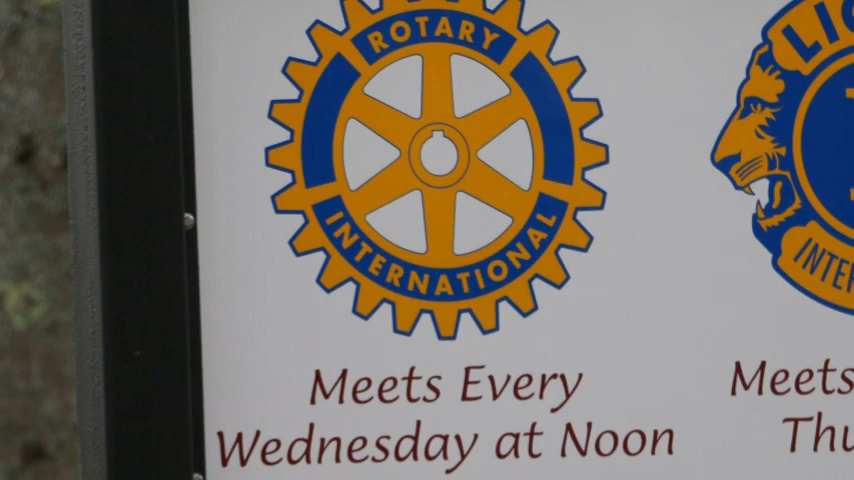 ROTARY
INTERNATIONAL
Meets Every
Wednesday at Noon
Meets